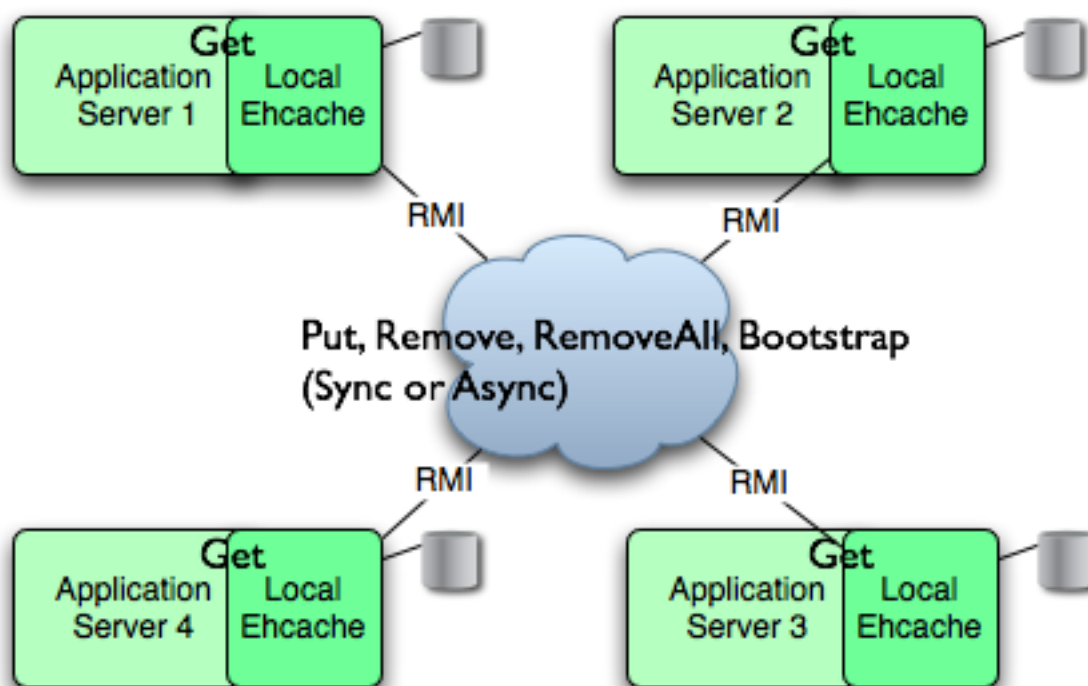 Get
Application
Server 1
Local
Ehcache
Get
Application
Server 2
Local
Ehcache
RMI
RMI
Put, Remove, RemoveAll, Bootstrap
(Sync or Async)
RMI
RMI
Get
Application
Server 4
Local
Ehcache
Get
Application
Server 3
Local
Ehcache